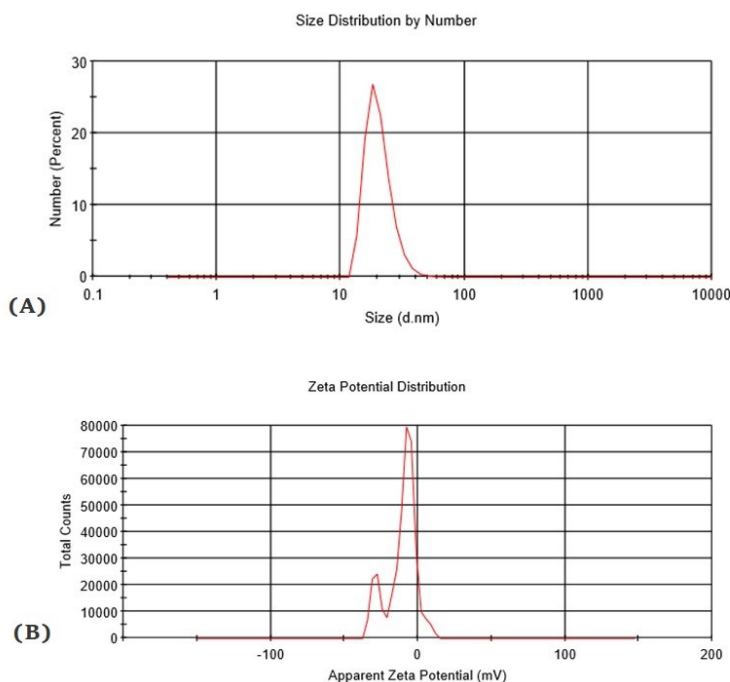 Size Distribution by Number
30
20
10
0
Number (Percent)
0.1 1 10 100 1000 10000
Size (d.nm)
(A)
Zeta Potential Distribution
80000
70000
60000
50000
40000
30000
20000
10000
0
Total Counts
-100 0 100 200
Apparent Zeta Potential (mV)
(B)